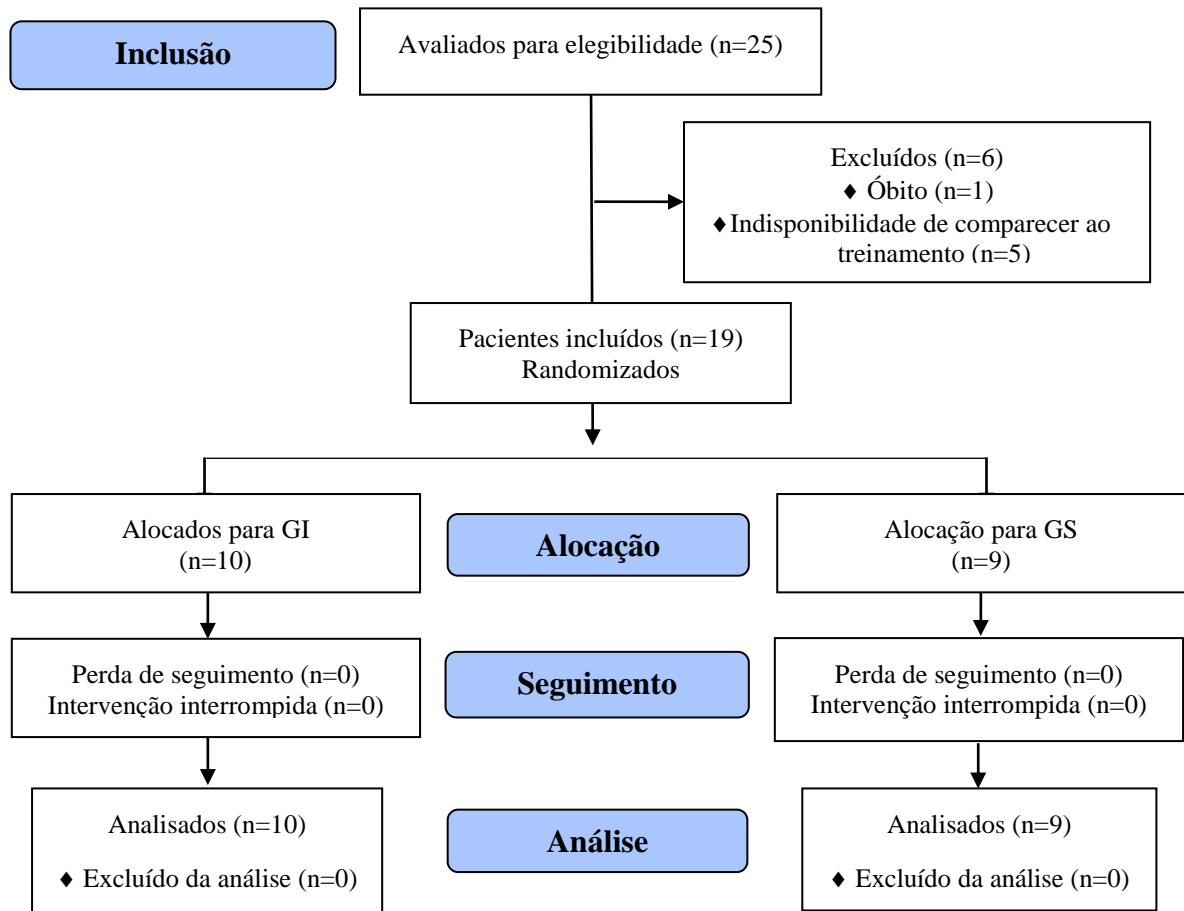 Inclusão
Avaliados para elegibilidade (n=25)
Excluídos (n=6)
♦ Óbito (n=1)
♦Indisponibilidade de comparecer ao
treinamento (n=5)
Pacientes incluídos (n=19)
Randomizados
Alocados para GI
(n=10)
Alocação
Alocação para GS
(n=9)
Perda de seguimento (n=0)
Intervenção interrompida (n=0)
Seguimento
Perda de seguimento (n=0)
Intervenção interrompida (n=0)
Analisados (n=10)
♦ Excluído da análise (n=0)
Análise
Analisados (n=9)
♦ Excluído da análise (n=0)